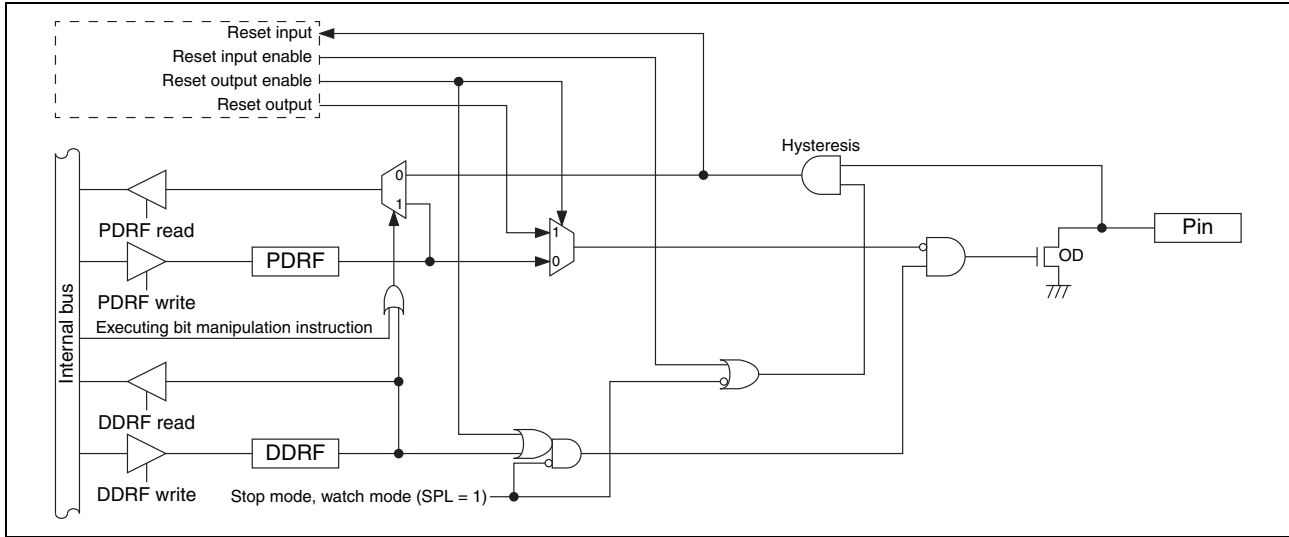 Reset input
Reset input enable
Reset output enable
Reset output
Hysteresis
0
1
PDRF read
1
0
Pin
OD
PDRF
PDRF write
Executing bit manipulation instruction
Internal bus
DDRF read
DDRF
DDRF write
Stop mode, watch mode (SPL = 1)